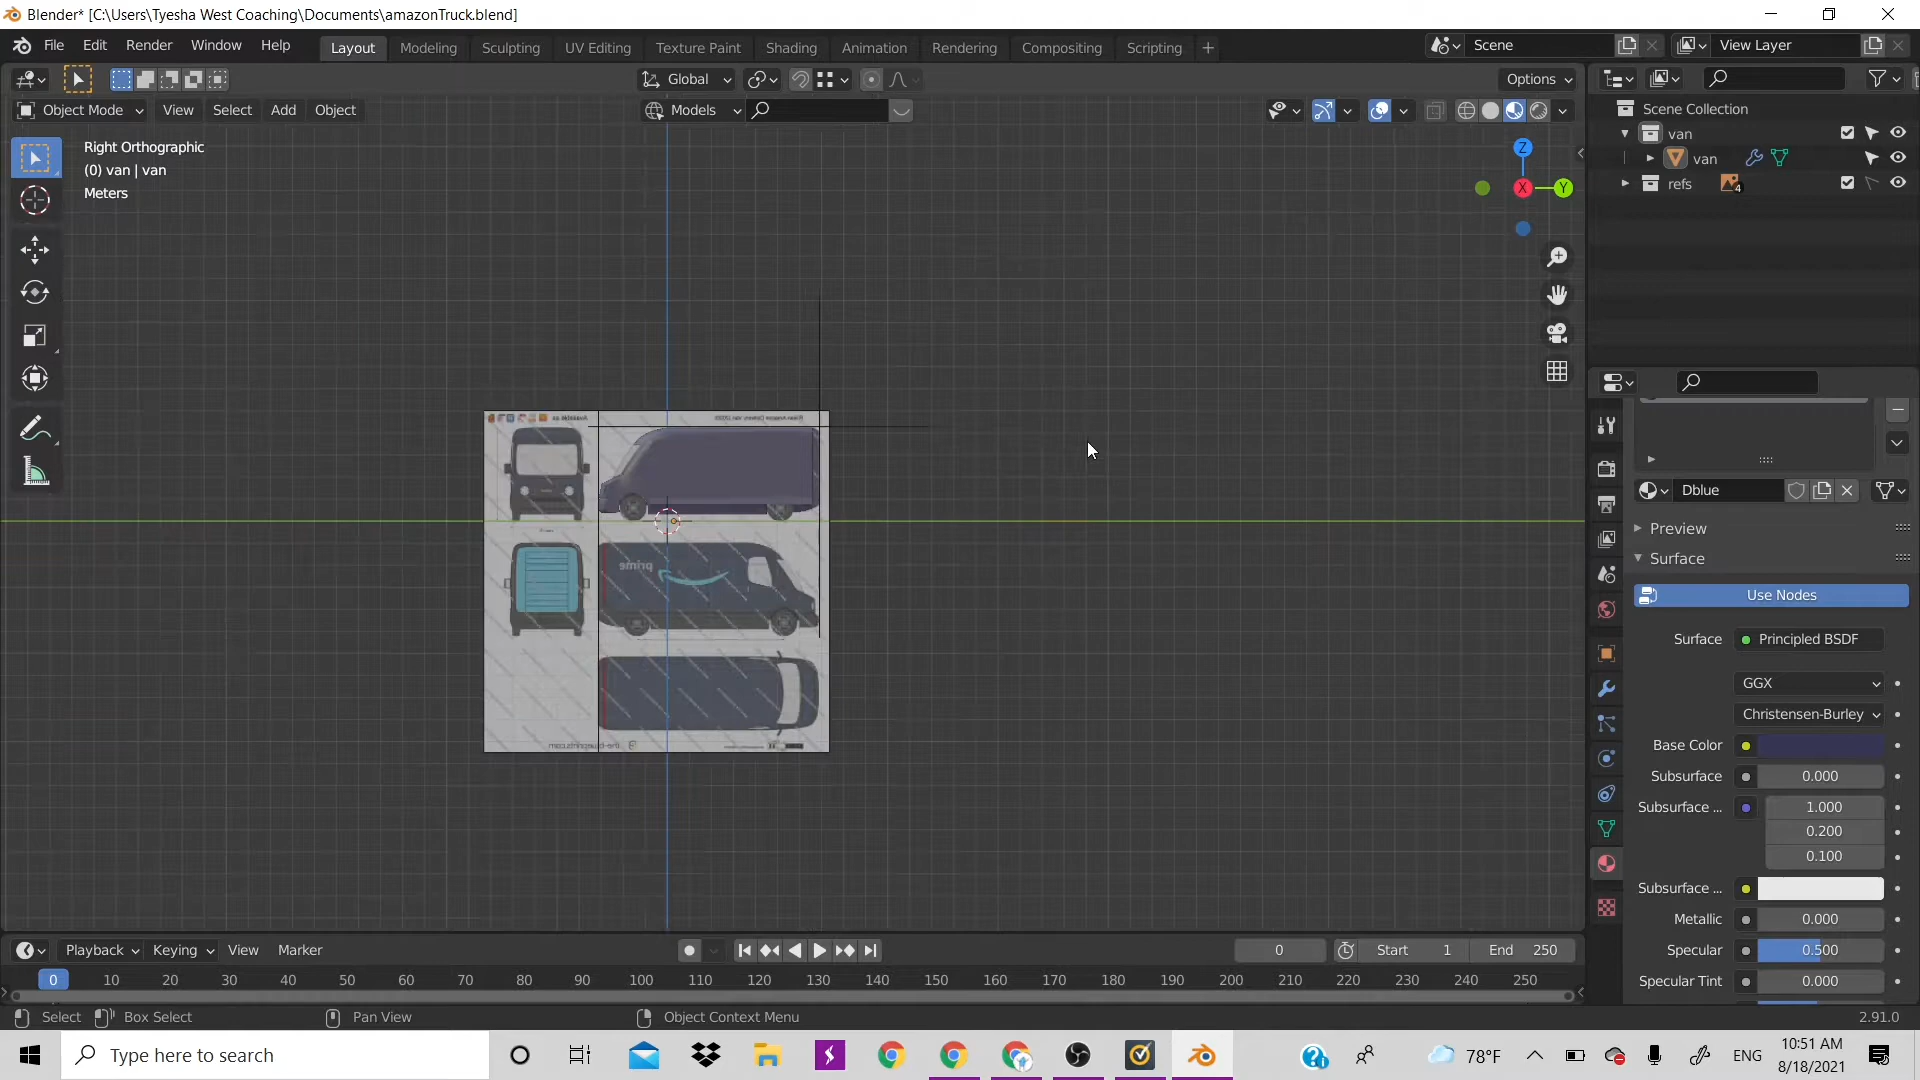 Blender* [C:\Users\Tyesha West Coaching\Documents\amazonTruck.blend]
File Edit Render Window Help Layout Modeling Sculpting UV Editing Texture Paint Shading Animation Rendering Compositing Scripting + Scene View Layer
Global Options
Object Mode View Select Add Object Models
Scene Collection
Right Orthographic
(0) van | van
Meters
van
van
refs 4
Z
X Y
prime
the-blueprints.com
Dblue
Preview
Surface
Use Nodes
Surface Principled BSDF
GGX
Christensen-Burley
Base Color
Subsurface 0.000
Subsurface ... 1.000
0.200
0.100
Subsurface ...
Metallic 0.000
Specular 0.500
Specular Tint 0.000
Playback Keying View Marker 0 Start 1 End 250
0 10 20 30 40 50 60 70 80 90 100 110 120 130 140 150 160 170 180 190 200 210 220 230 240 250
Select Box Select Pan View Object Context Menu 2.91.0
Type here to search 78°F ENG 10:51 AM
8/18/2021